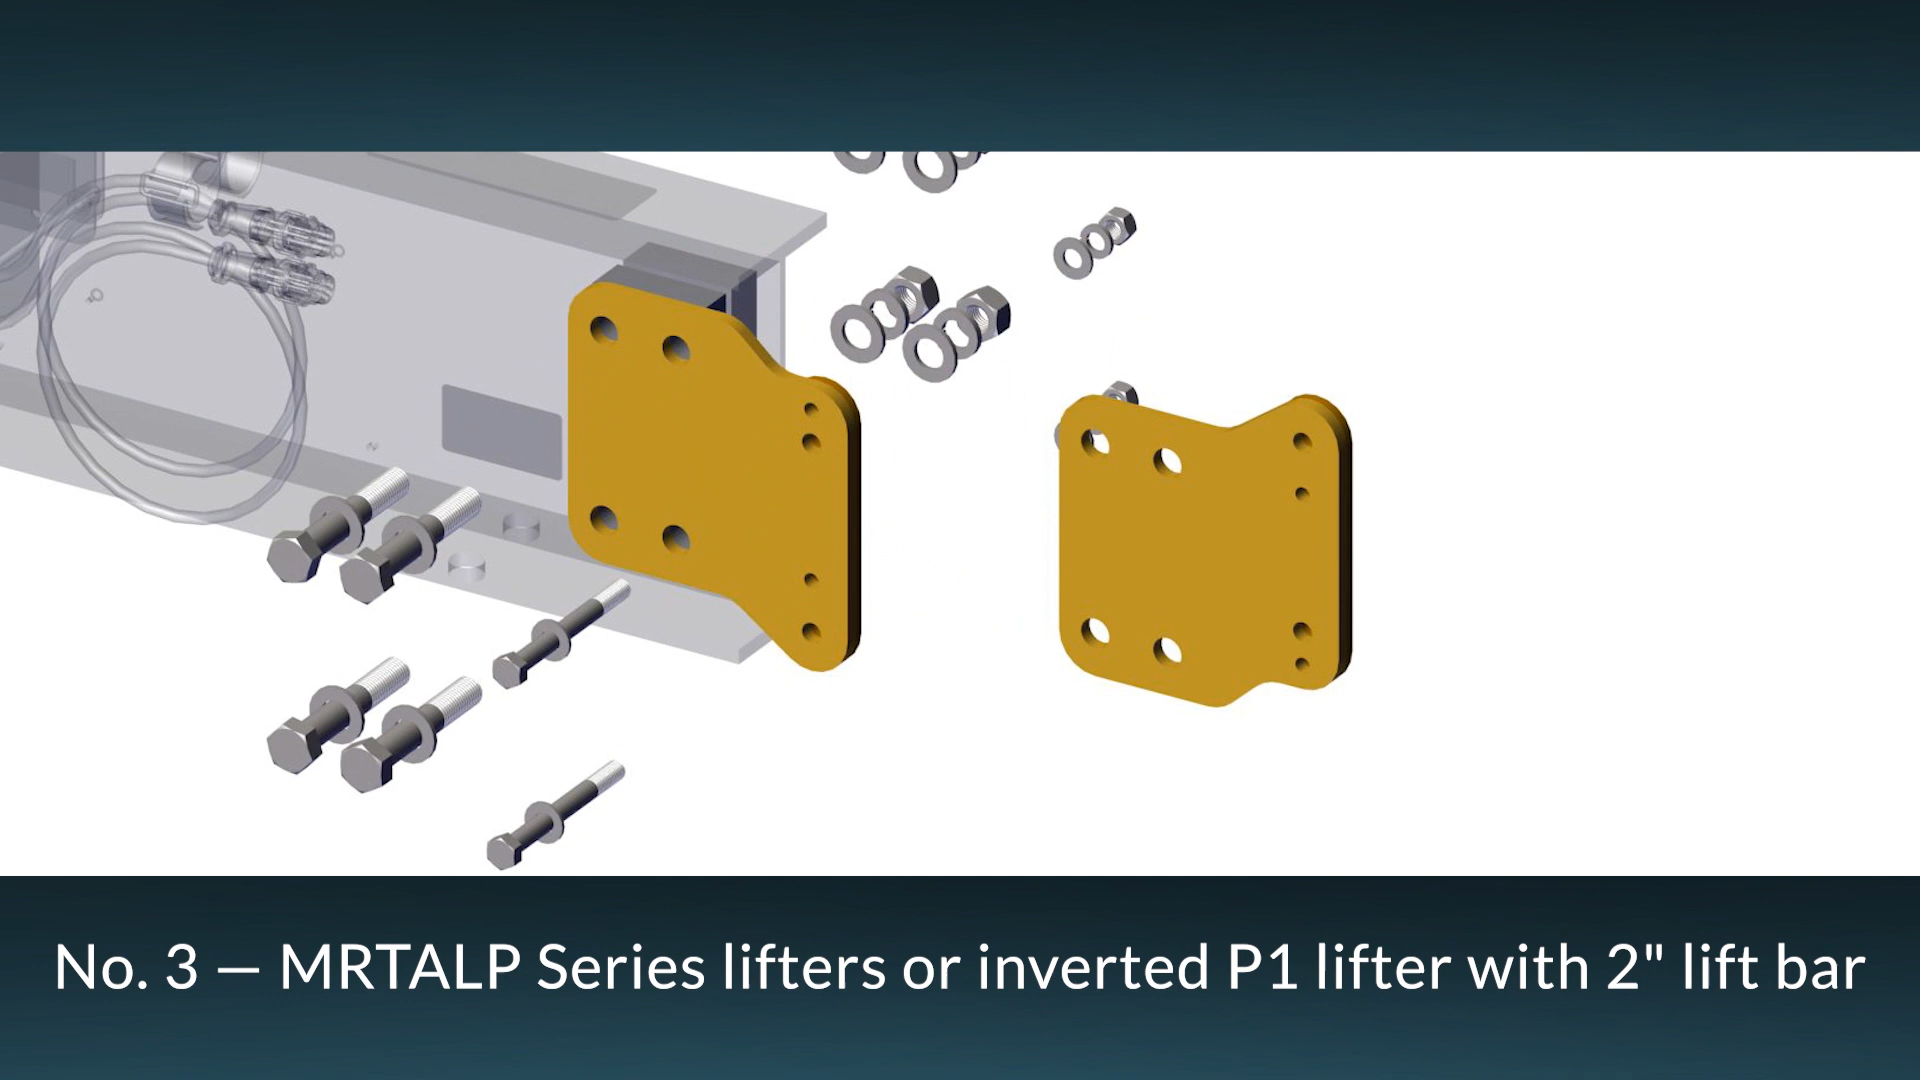 No. 3 — MRTALP Series lifters or inverted P1 lifter with 2" lift bar